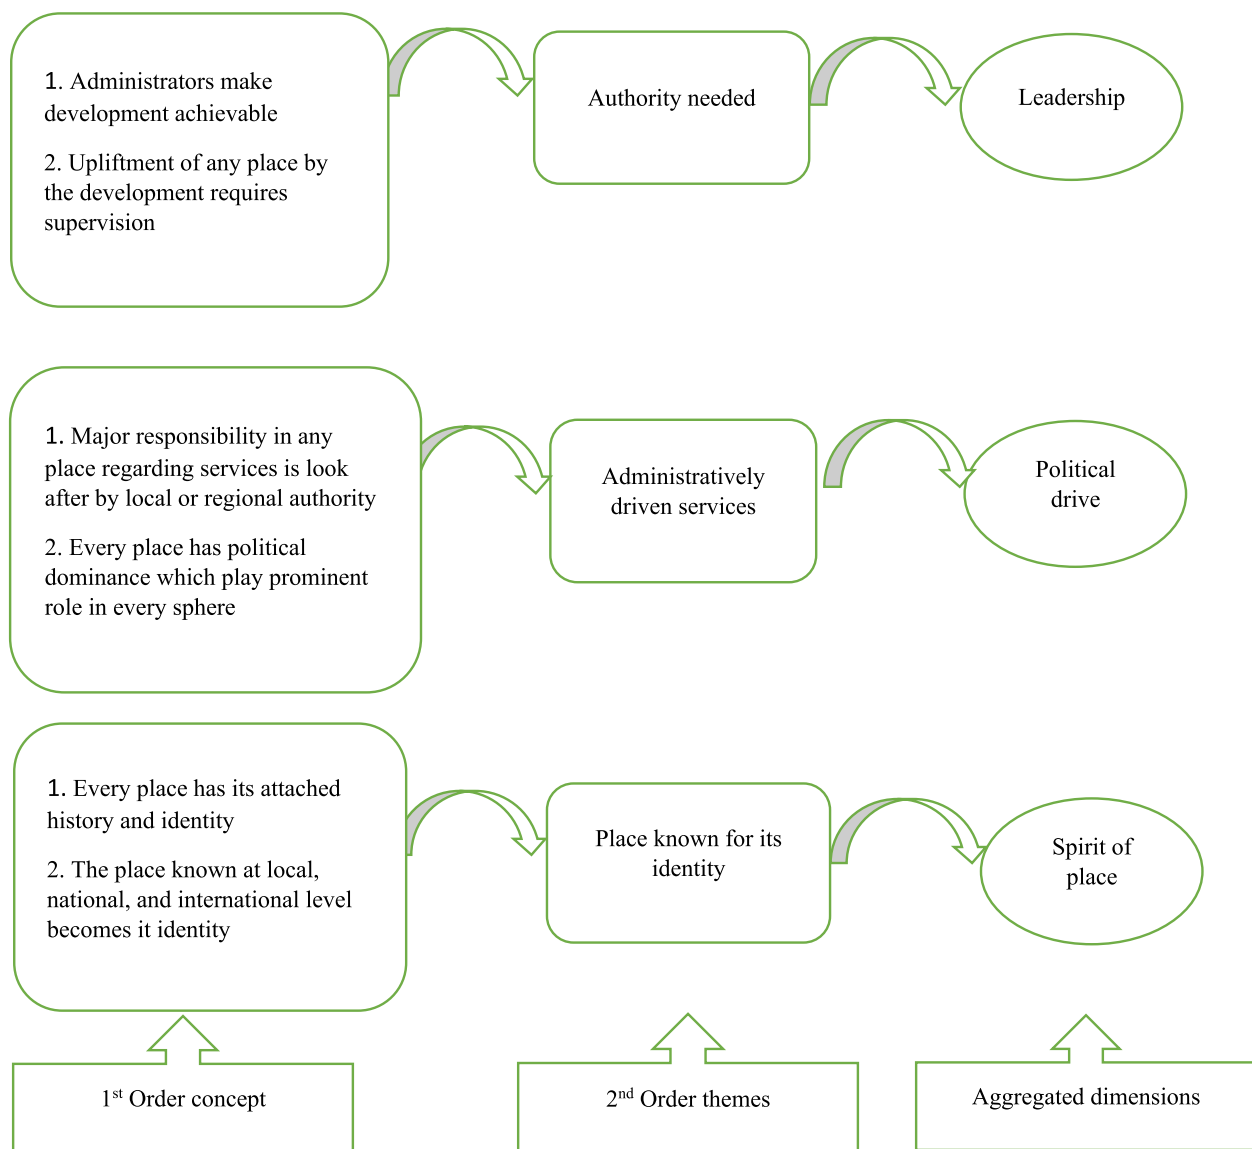 1. Administrators make
development achievable
2. Upliftment of any place by
the development requires
supervision
Authority needed
Leadership
1. Major responsibility in any
place regarding services is look
after by local or regional authority
2. Every place has political
dominance which play prominent
role in every sphere
Administratively
driven services
Political
drive
1. Every place has its attached
history and identity
2. The place known at local,
national, and international level
becomes it identity
Place known for its
identity
Spirit of
place
1st Order concept
2nd Order themes
Aggregated dimensions